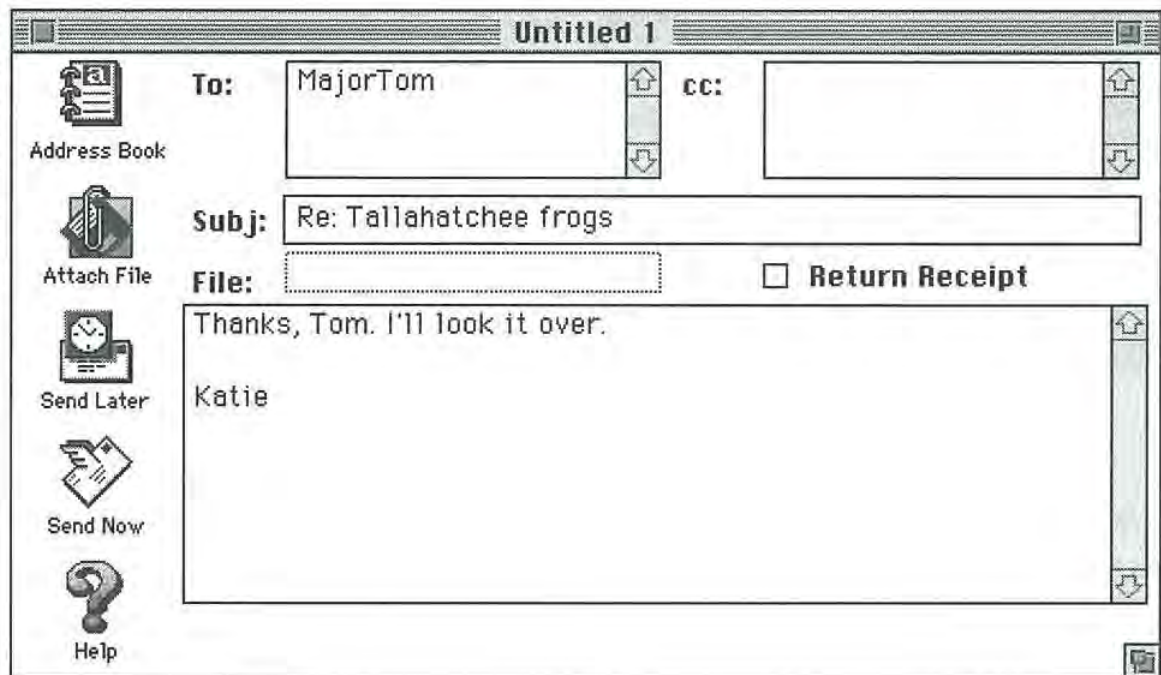 Untitled 1
To:
MajorTom
cc:
Address Book
Subj:
Re: Tallahatchee frogs
Attach File
File:
Return Receipt
Thanks, Tom. I'll look it over.
Katie
Send Later
Send Now
Help